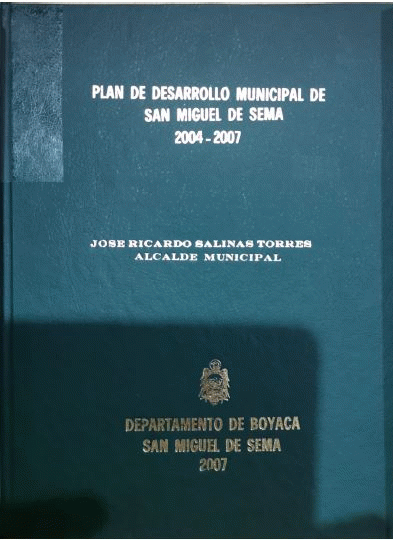 PLAN DE DESARROLLO MUNICIPAL DE
SAN MIGUEL DE SEMA
2004-2007
JOSE RICARDO SALINAS TORRES
ALCALDE MUNICIPAL
DEPARTAMENTO DE BOYACA
SAN MIGUEL DE SEMA
2007